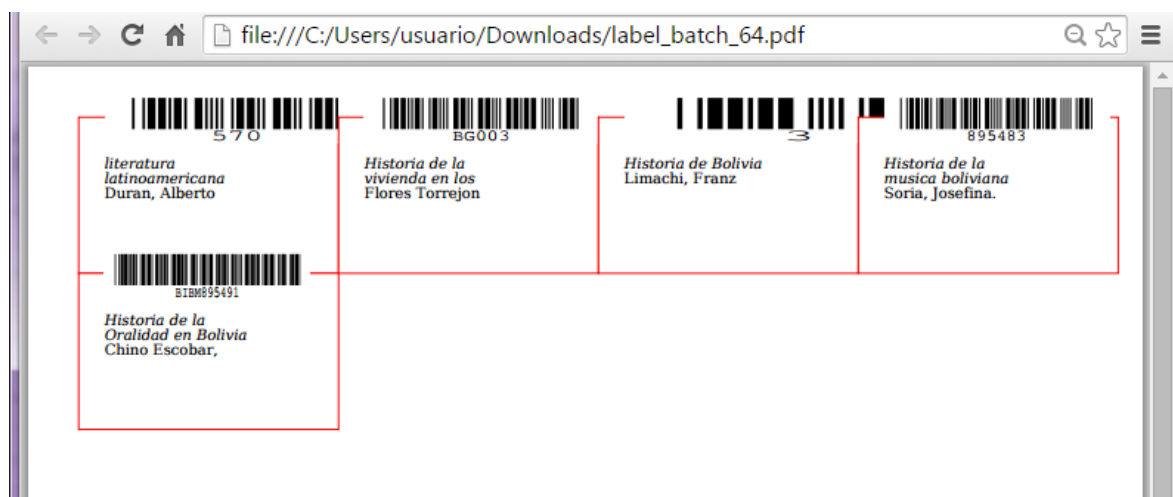 file:///C:/Users/usuario/Downloads/label_batch_64.pdf
570
literatura
latinoamericana
Duran, Alberto
BG003
Historia de la
vivienda en los
Flores Torrejon
3
Historia de Bolivia
Limachi, Franz
895483
Historia de la
musica boliviana
Soria, Josefina.
BIBM895491
Historia de la
Oralidad en Bolivia
Chino Escobar,